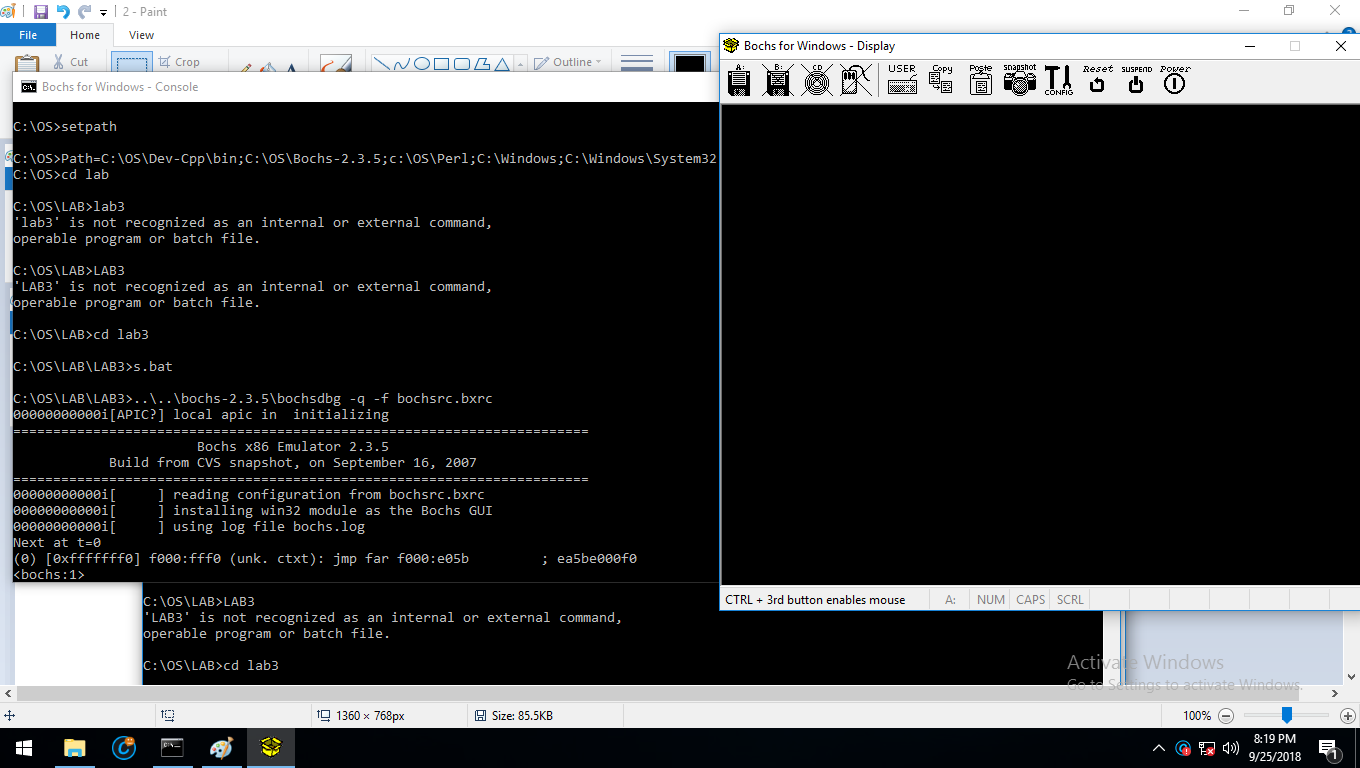 2 - Paint
File Home View
Cut
Crop
Outline
Bochs for Windows - Console
C:\OS>setpath
C:\OS>Path=C:\OS\Dev-Cpp\bin;C:\OS\Bochs-2.3.5;c:\OS\Perl;C:\Windows;C:\Windows\System32
C:\OS>cd lab
C:\OS\LAB>lab3
'lab3' is not recognized as an internal or external command,
operable program or batch file.
C:\OS\LAB>LAB3
'LAB3' is not recognized as an internal or external command,
operable program or batch file.
C:\OS\LAB>cd lab3
C:\OS\LAB\LAB3>s.bat
C:\OS\LAB\LAB3>..\..\bochs-2.3.5\bochsdbg -q -f bochsrc.bxrc
00000000000i[APIC?] local apic in  initializing
========================================================================
Bochs x86 Emulator 2.3.5
Build from CVS snapshot, on September 16, 2007
========================================================================
00000000000i[     ] reading configuration from bochsrc.bxrc
00000000000i[     ] installing win32 module as the Bochs GUI
00000000000i[     ] using log file bochs.log
Next at t=0
(0) [0xfffffff0] f000:fff0 (unk. ctxt): jmp far f000:e05b         ; ea5be000f0
<bochs:1>
Bochs for Windows - Display
A: B: CD USER Copy Paste snapshot CONFIG Reset SUSPEND Power
CTRL + 3rd button enables mouse A: NUM CAPS SCRL
C:\OS\LAB>LAB3
'LAB3' is not recognized as an internal or external command,
operable program or batch file.
C:\OS\LAB>cd lab3
Activate Windows
Go to Settings to activate Windows.
1360 × 768px
Size: 85.5KB
100%
8:19 PM
9/25/2018
1